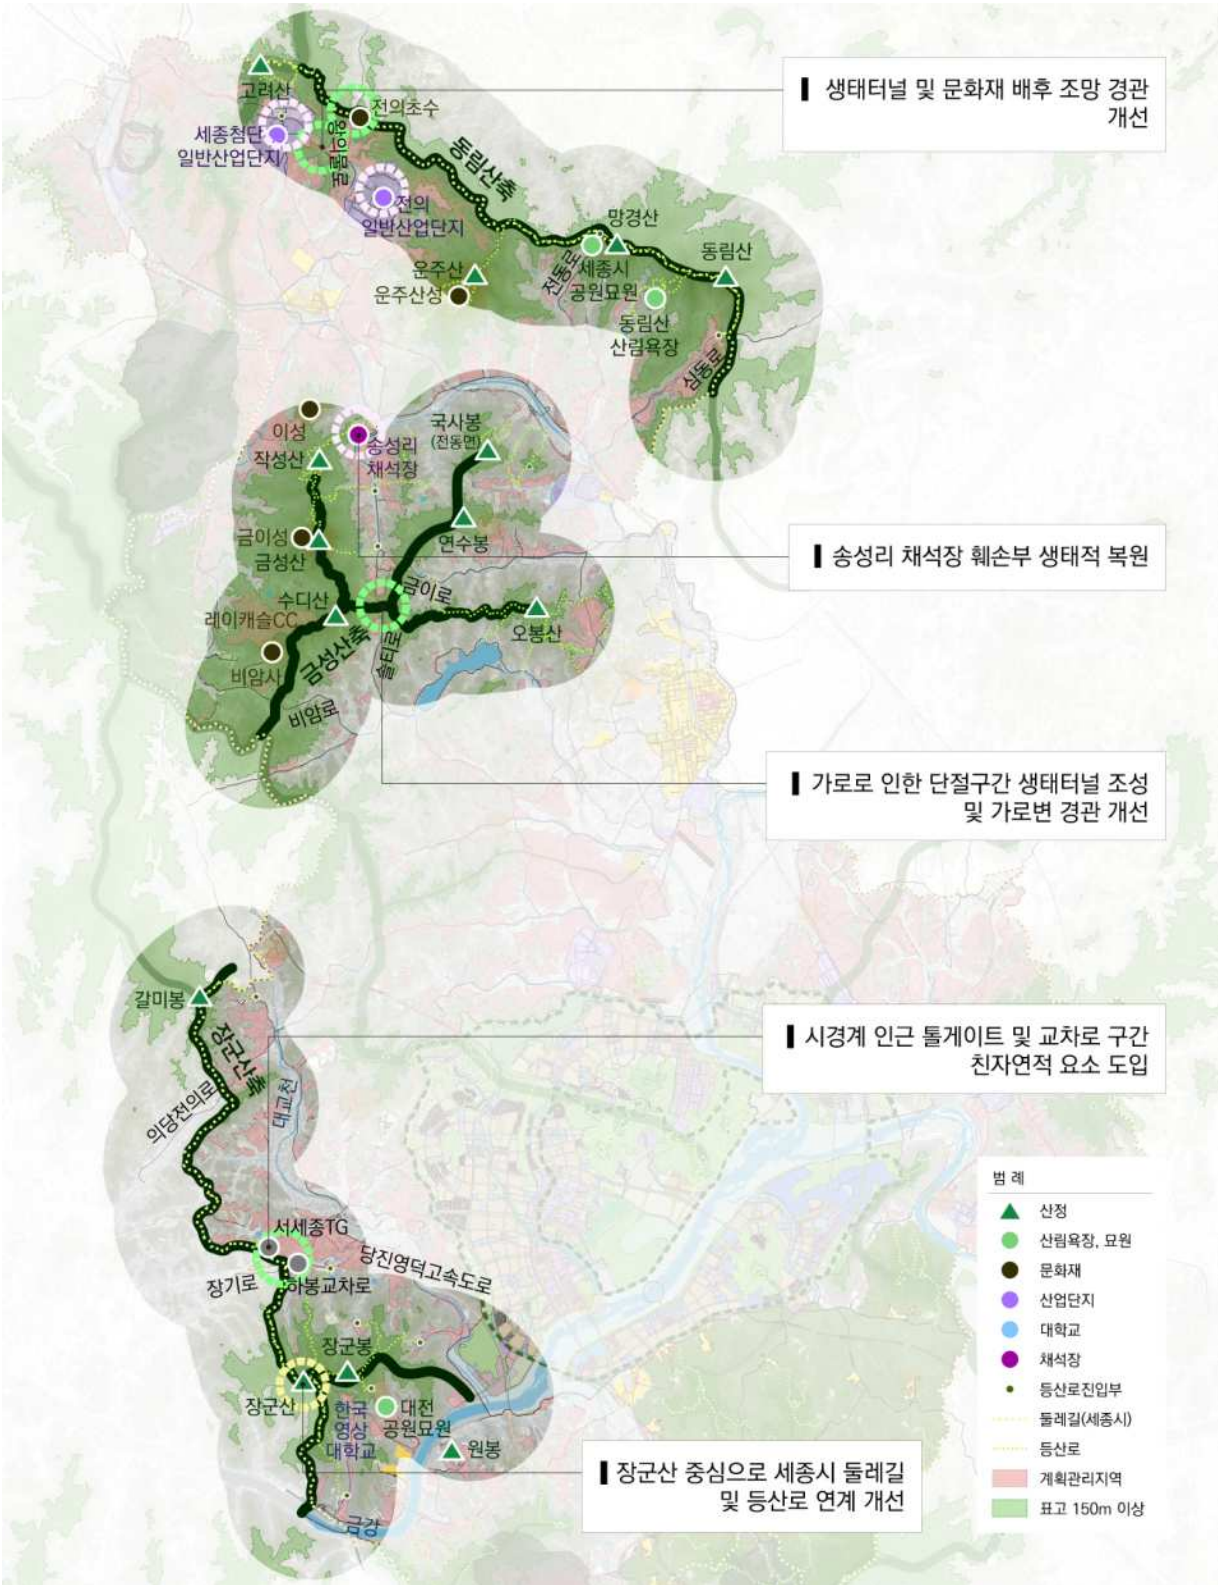 생태터널 및 문화재 배후 조망 경관
개선
고려산
전의초수
세종첨단
일반산업단지
왕의물로
동림산축
전의
일반산업단지
망경산
동림산
운주산
운주산성
전동로
세종시
공원묘원
동림산
산림욕장
심동로
이성
송성리
채석장
작성산
국사봉
(전동면)
금이성
금성산
연수봉
송성리 채석장 훼손부 생태적 복원
수디산
금이로
레이캐슬CC
오봉산
금성산축
솔티로
비암사
비암로
가로로 인한 단절구간 생태터널 조성
및 가로변 경관 개선
갈미봉
장군산축
의당전의로
대교천
시경계 인근 톨게이트 및 교차로 구간
친자연적 요소 도입
서세종TG
장기로
하봉교차로
당진영덕고속도로
장군봉
장군산
한국
영상
대학교
대전
공원묘원
원봉
금강
장군산 중심으로 세종시 둘레길
및 등산로 연계 개선
범 례
산정
산림욕장, 묘원
문화재
산업단지
대학교
채석장
등산로진입부
둘레길(세종시)
등산로
계획관리지역
표고 150m 이상